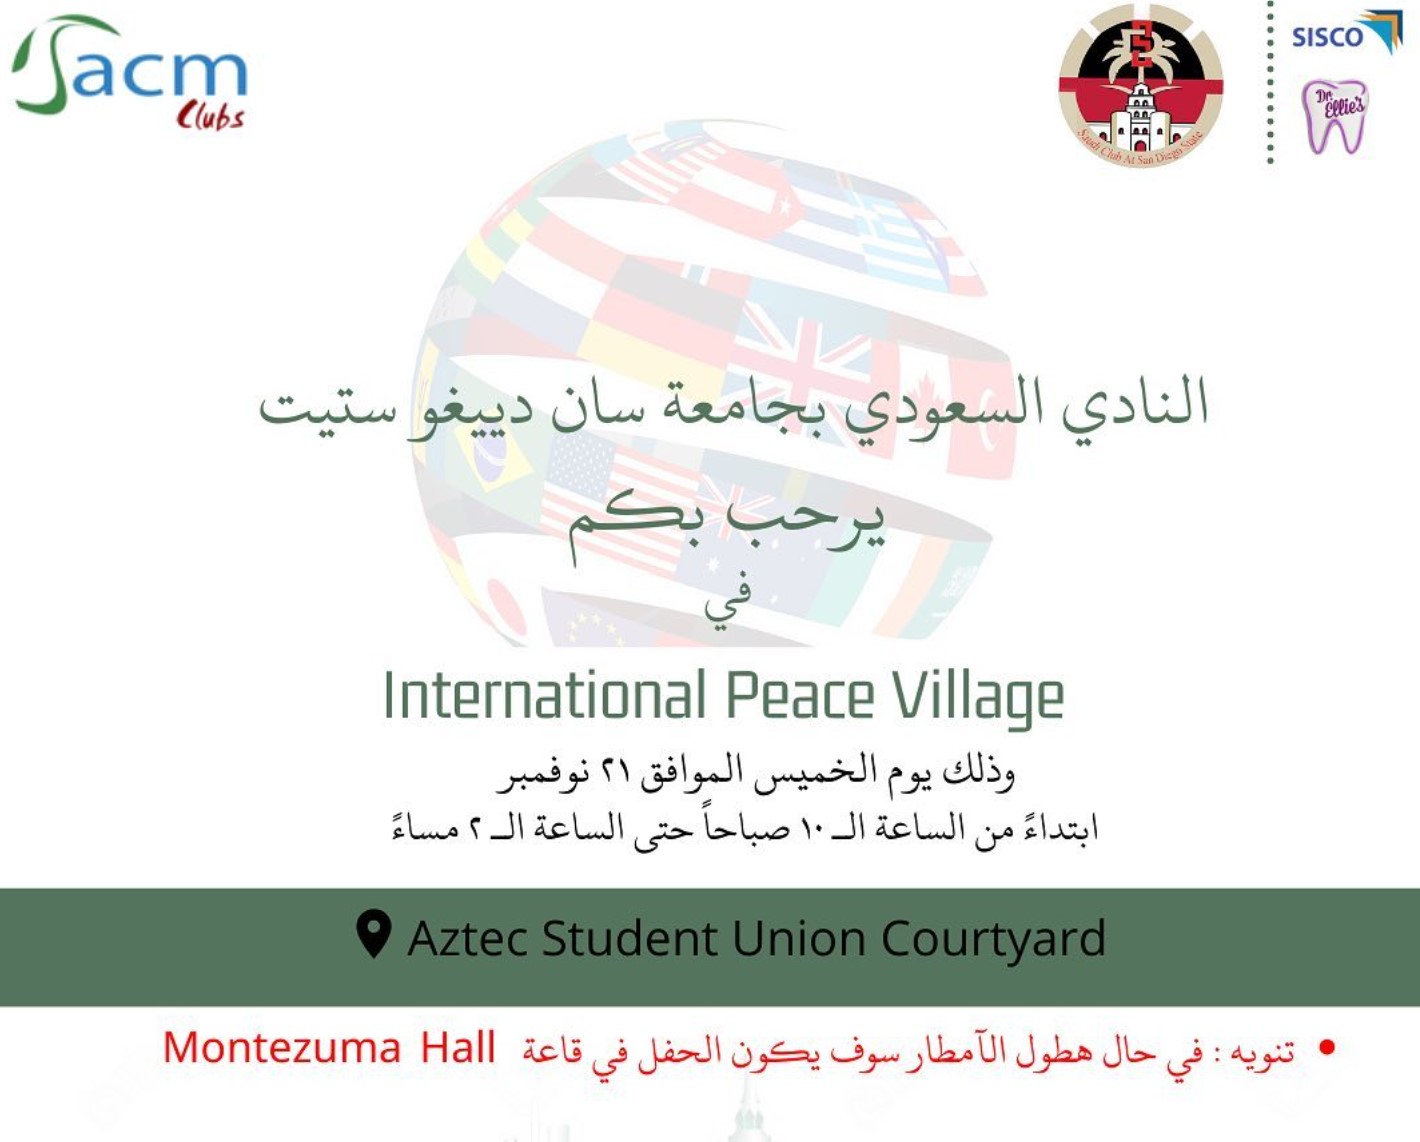 Sacm
Clubs
Saudi Club At San Diego State
SISCO
Dr. Ellie's
النادي السعودي بجامعة سان دييغو ستيت
يرحب بكم
في
International Peace Village
وذلك يوم الخميس الموافق ٢١ نوفمبر
ابتداءً من الساعة الـ ١٠ صباحاً حتى الساعة الـ ٢ مساءً
Aztec Student Union Courtyard
• تنويه : في حال هطول الآمطار سوف يكون الحفل في قاعة Montezuma Hall